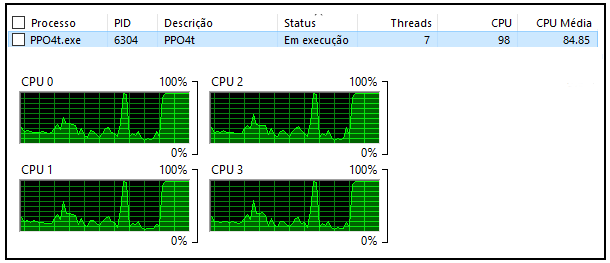 Processo PID Descrição Status Threads CPU CPU Média
PPO4t.exe 6304 PPO4t Em execução 7 98 84.85
CPU 0 100% CPU 2 100%
0% 0%
CPU 1 100% CPU 3 100%
0% 0%